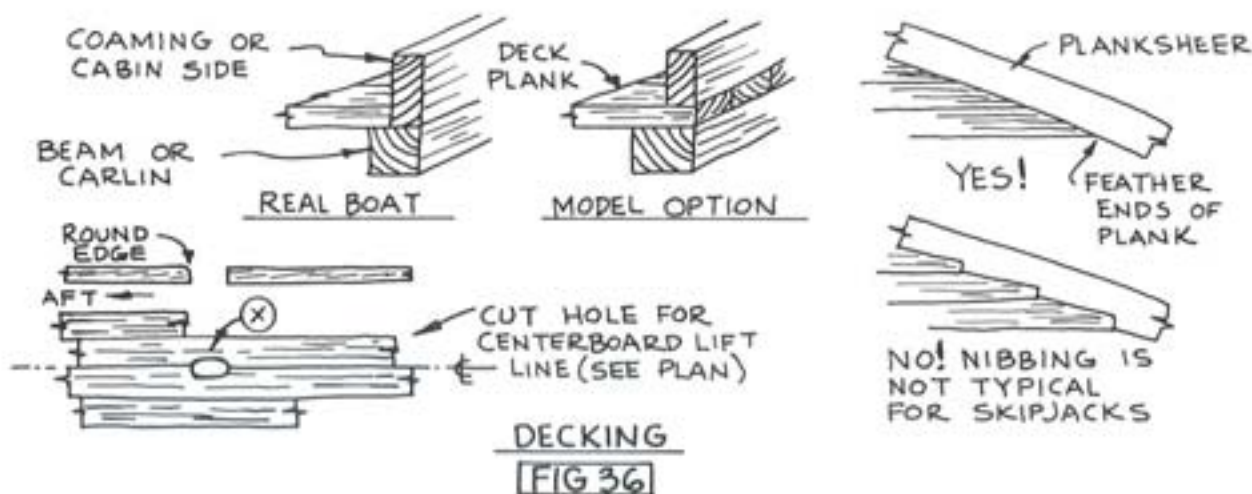 COAMING OR
CABIN SIDE
BEAM OR
CARLIN
REAL BOAT
DECK
PLANK
MODEL OPTION
PLANKSHEER
YES!
FEATHER
ENDS OF
PLANK
ROUND
EDGE
AFT
X
CUT HOLE FOR
CENTERBOARD LIFT
LINE (SEE PLAN)
NO! NIBBING IS
NOT TYPICAL
FOR SKIPJACKS
DECKING
FIG 36